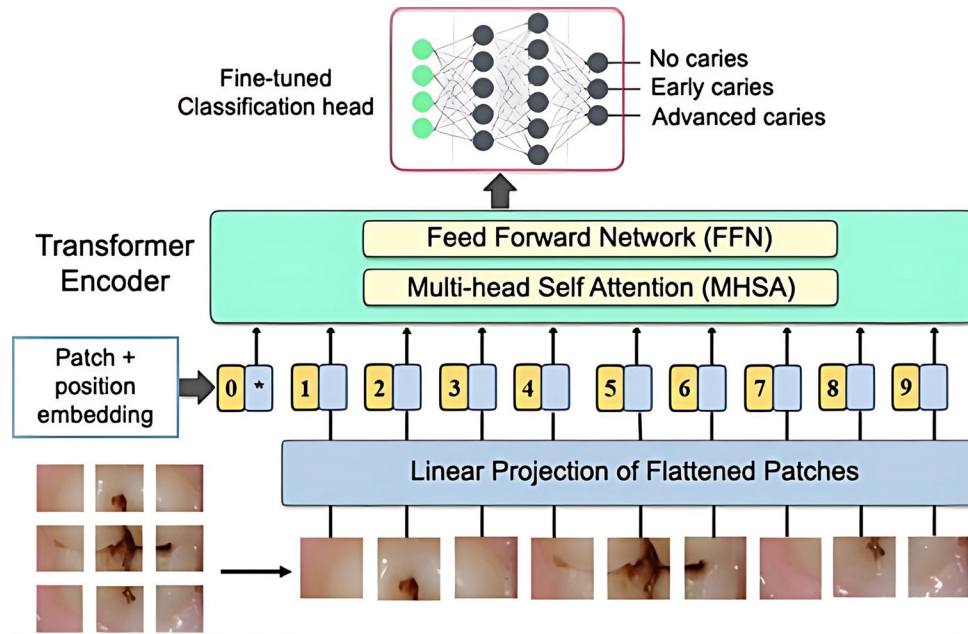 Fine-tuned
Classification head
No caries
Early caries
Advanced caries
Transformer
Encoder
Feed Forward Network (FFN)
Multi-head Self Attention (MHSA)
Patch +
position
embedding
0 * 1 2 3 4 5 6 7 8 9
Linear Projection of Flattened Patches